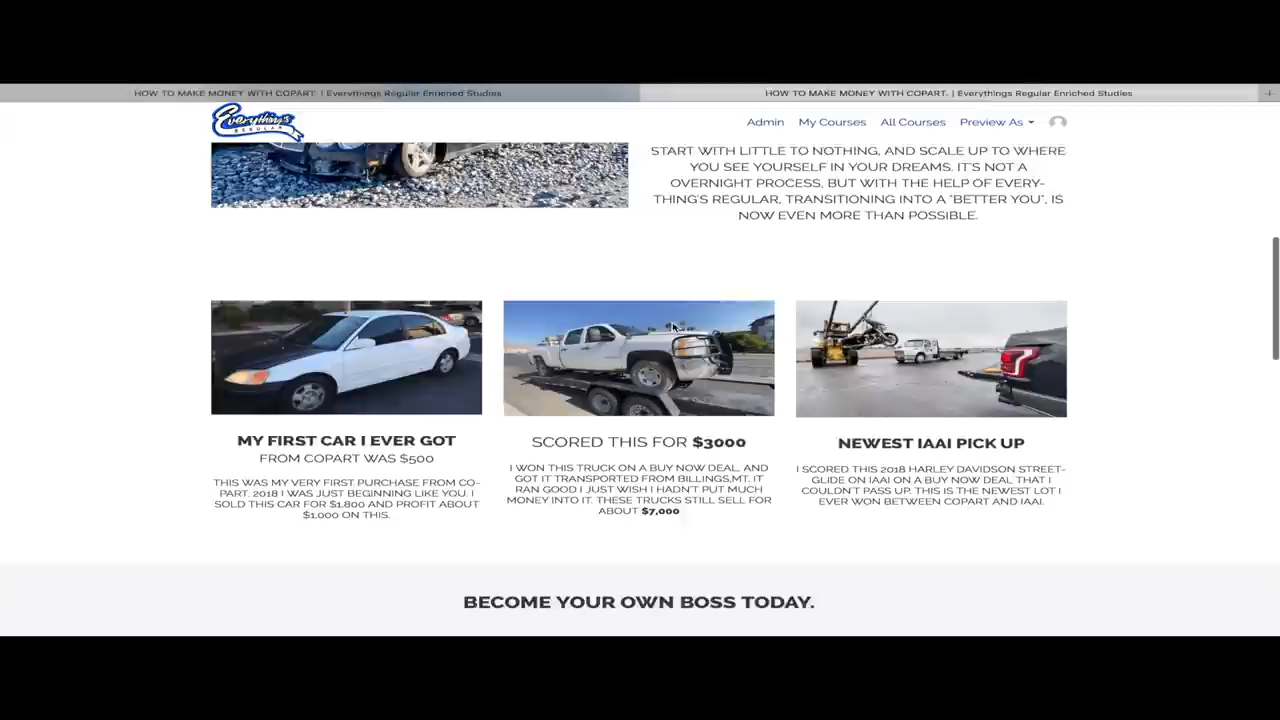 HOW TO MAKE MONEY WITH COPART. | Everythings Regular Enriched Studies
HOW TO MAKE MONEY WITH COPART. | Everythings Regular Enriched Studies
Everything's
REGULAR
Admin
My Courses
All Courses
Preview As
START WITH LITTLE TO NOTHING, AND SCALE UP TO WHERE
YOU SEE YOURSELF IN YOUR DREAMS. IT'S NOT A
OVERNIGHT PROCESS, BUT WITH THE HELP OF EVERY-
THING'S REGULAR, TRANSITIONING INTO A "BETTER YOU", IS
NOW EVEN MORE THAN POSSIBLE.
MY FIRST CAR I EVER GOT
FROM COPART WAS $500
THIS WAS MY VERY FIRST PURCHASE FROM CO-
PART. 2018 I WAS JUST BEGINNING LIKE YOU. I
SOLD THIS CAR FOR $1,800 AND PROFIT ABOUT
$1,000 ON THIS.
SCORED THIS FOR $3000
I WON THIS TRUCK ON A BUY NOW DEAL, AND
GOT IT TRANSPORTED FROM BILLINGS,MT. IT
RAN GOOD I JUST WISH I HADN'T PUT MUCH
MONEY INTO IT. THESE TRUCKS STILL SELL FOR
ABOUT $7,000
NEWEST IAAI PICK UP
I SCORED THIS 2018 HARLEY DAVIDSON STREET-
GLIDE ON IAAI ON A BUY NOW DEAL THAT I
COULDN'T PASS UP. THIS IS THE NEWEST LOT I
EVER WON BETWEEN COPART AND IAAI.
BECOME YOUR OWN BOSS TODAY.